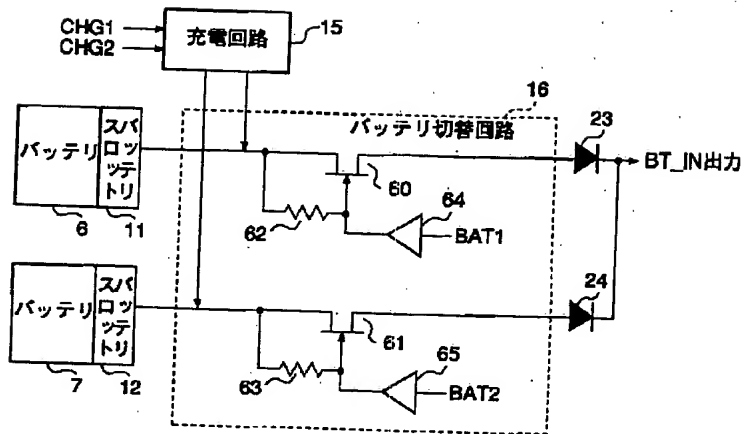 CHG1
CHG2
充電回路
15
16
バッテリ切替回路
23
バッテリ
バッテリ
スロット
BT_IN出力
60
64
62
BAT1
6
11
24
バッテリ
バッテリ
スロット
61
65
63
BAT2
7
12